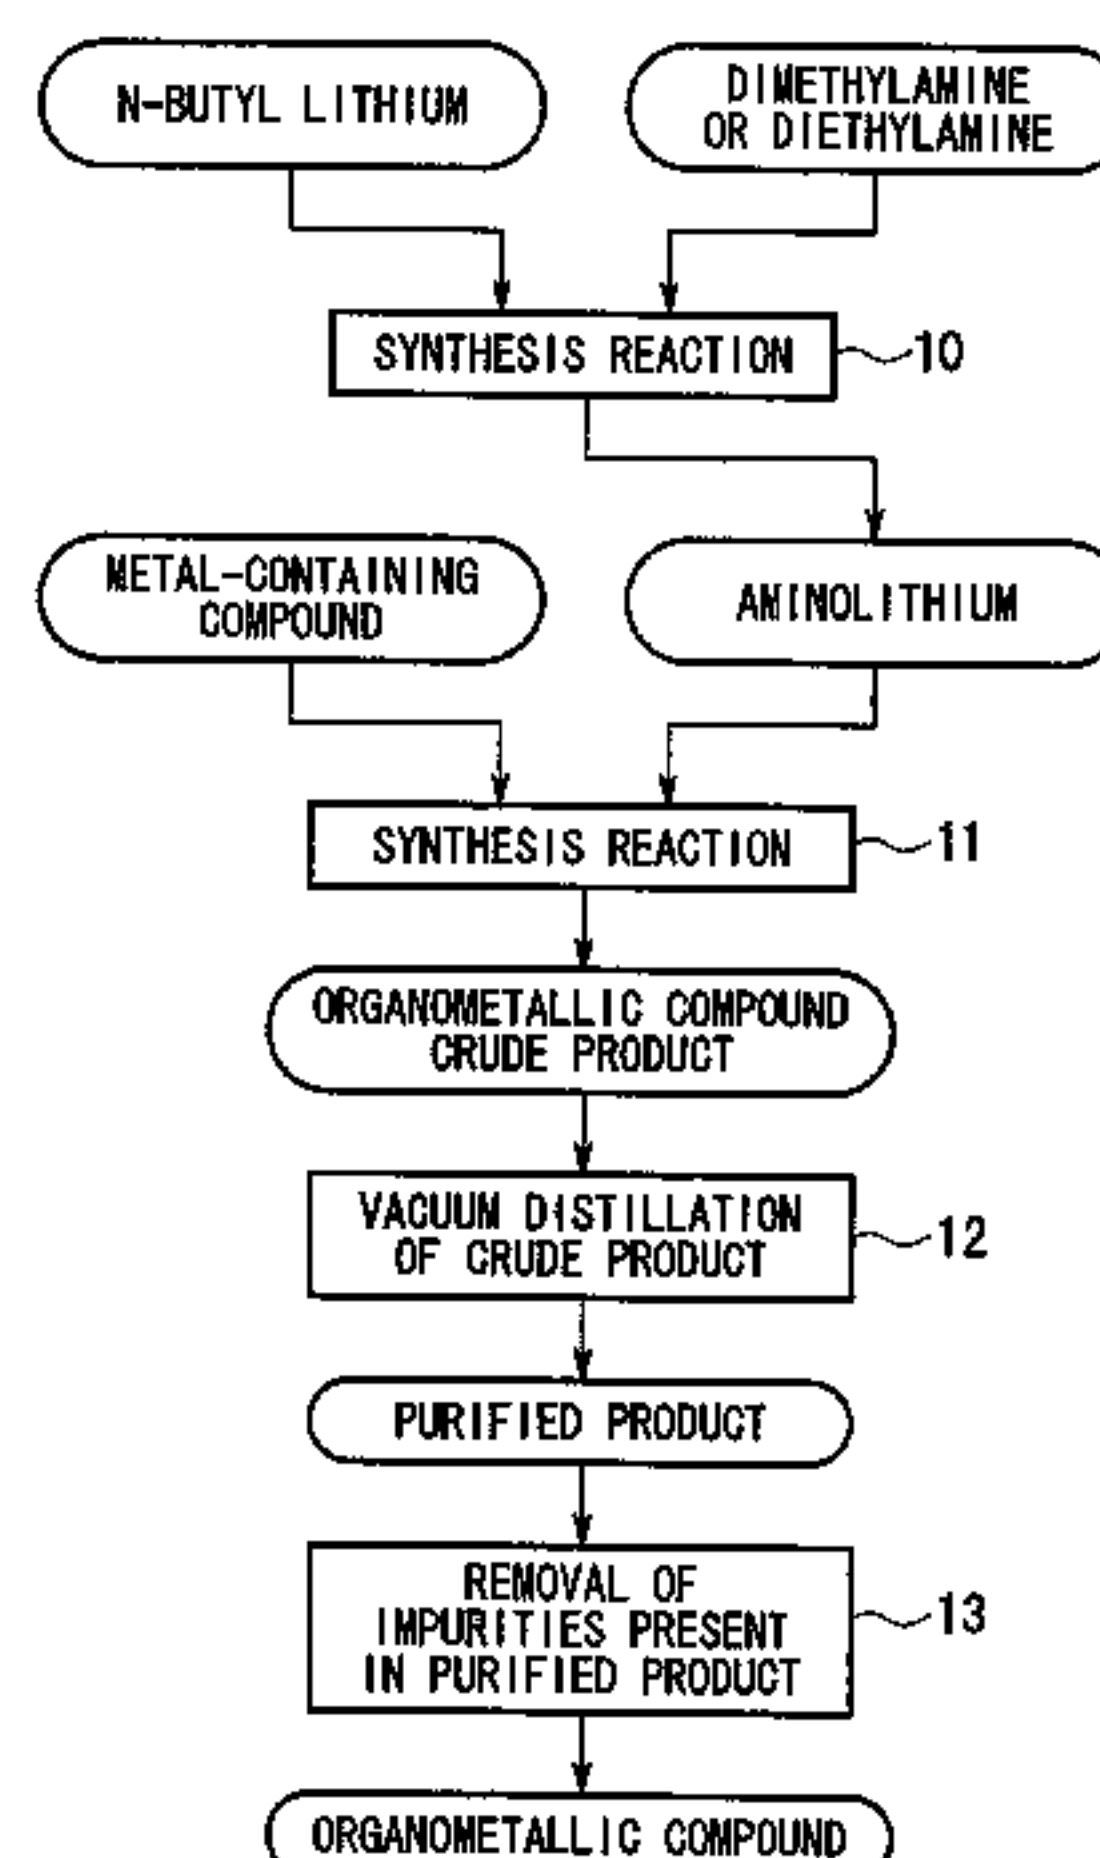 N-BUTYL LITHIUM
DIMETHYLAMINE
OR DIETHYLAMINE
SYNTHESIS REACTION
10
METAL-CONTAINING
COMPOUND
AMINOLITHIUM
SYNTHESIS REACTION
11
ORGANOMETALLIC COMPOUND
CRUDE PRODUCT
VACUUM DISTILLATION
OF CRUDE PRODUCT
12
PURIFIED PRODUCT
REMOVAL OF
IMPURITIES PRESENT
IN PURIFIED PRODUCT
13
ORGANOMETALLIC COMPOUND